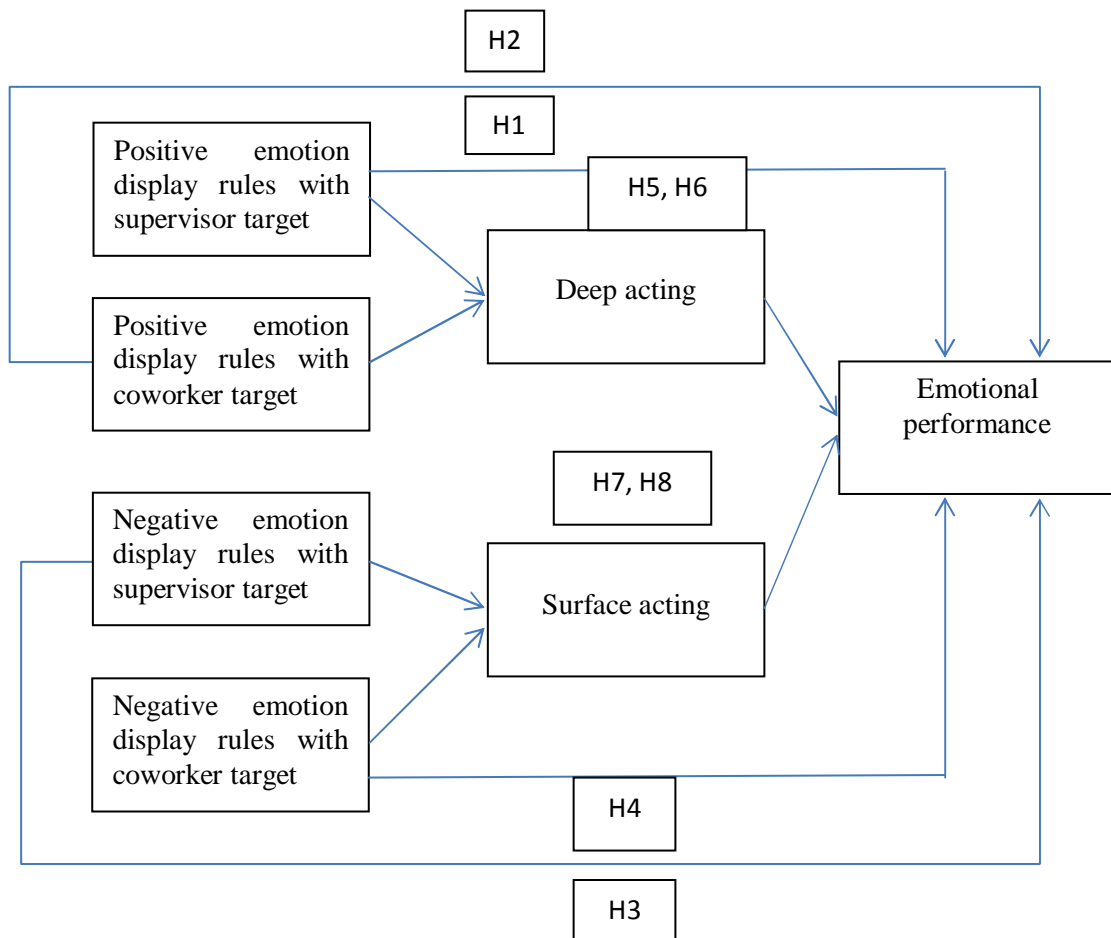 H2
H1
Positive emotion
display rules with
supervisor target
H5, H6
Deep acting
Positive emotion
display rules with
coworker target
Emotional
performance
H7, H8
Negative emotion
display rules with
supervisor target
Surface acting
Negative emotion
display rules with
coworker target
H4
H3